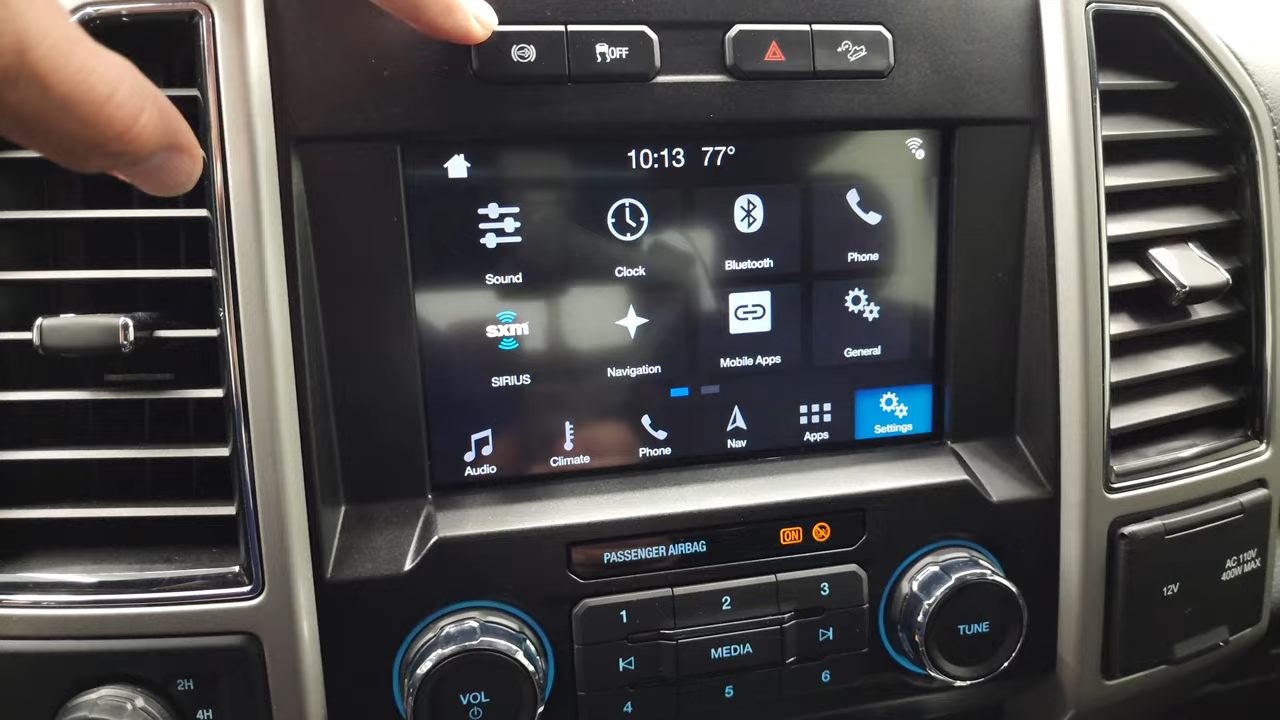 OFF
10:13 77°
Sound
Clock
Bluetooth
Phone
sxm
SIRIUS
Navigation
Mobile Apps
General
Audio
Climate
Phone
Nav
Apps
Settings
PASSENGER AIRBAG
ON
1
2
3
MEDIA
4
5
6
VOL
TUNE
12V
AC 110V
400W MAX
2H
4H